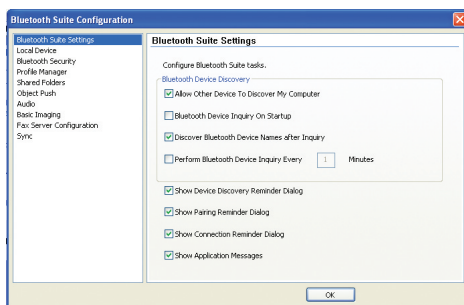 Bluetooth Suite Configuration
Bluetooth Suite Settings
Local Device
Bluetooth Security
Profile Manager
Shared Folders
Object Push
Audio
Basic Imaging
Fax Server Configuration
Sync
Bluetooth Suite Settings
Configure Bluetooth Suite tasks.
Bluetooth Device Discovery
Allow Other Device To Discover My Computer
Bluetooth Device Inquiry On Startup
Discover Bluetooth Device Names after Inquiry
Perform Bluetooth Device Inquiry Every 1 Minutes
Show Device Discovery Reminder Dialog
Show Pairing Reminder Dialog
Show Connection Reminder Dialog
Show Application Messages
OK